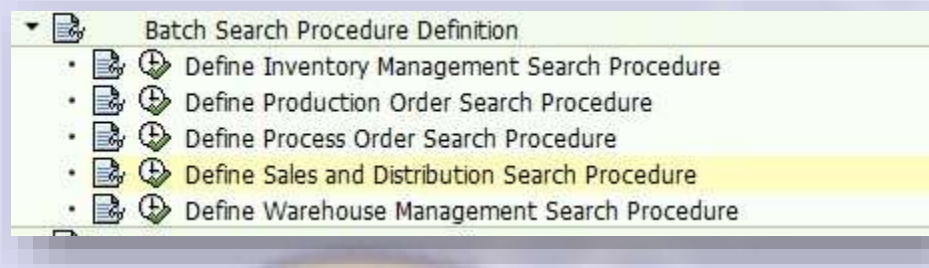 Batch Search Procedure Definition
Define Inventory Management Search Procedure
Define Production Order Search Procedure
Define Process Order Search Procedure
Define Sales and Distribution Search Procedure
Define Warehouse Management Search Procedure